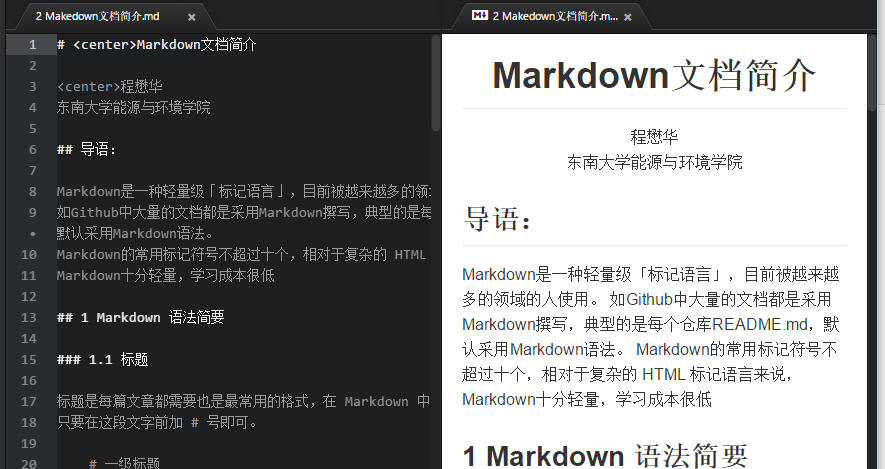 2 Makedown文档简介.md
2 Makedown文档简介.m...
1 # <center>Markdown文档简介
2
3 <center>程懋华
4 东南大学能源与环境学院
5
6 ## 导语：
7
8 Markdown是一种轻量级「标记语言」，目前被越来越多的领
9 如Github中大量的文档都是采用Markdown撰写，典型的是每
• 默认采用Markdown语法。
10 Markdown的常用标记符号不超过十个，相对于复杂的 HTML
11 Markdown十分轻量，学习成本很低
12
13 ## 1 Markdown 语法简要
14
15 ### 1.1 标题
16
17 标题是每篇文章都需要也是最常用的格式，在 Markdown 中
18 只要在这段文字前加 # 号即可。
19
20 # 一级标题
Markdown文档简介
程懋华
东南大学能源与环境学院
导语：
Markdown是一种轻量级「标记语言」，目前被越来越
多的领域的人使用。 如Github中大量的文档都是采用
Markdown撰写，典型的是每个仓库README.md，默
认采用Markdown语法。 Markdown的常用标记符号不
超过十个，相对于复杂的 HTML 标记语言来说，
Markdown十分轻量，学习成本很低
1 Markdown 语法简要